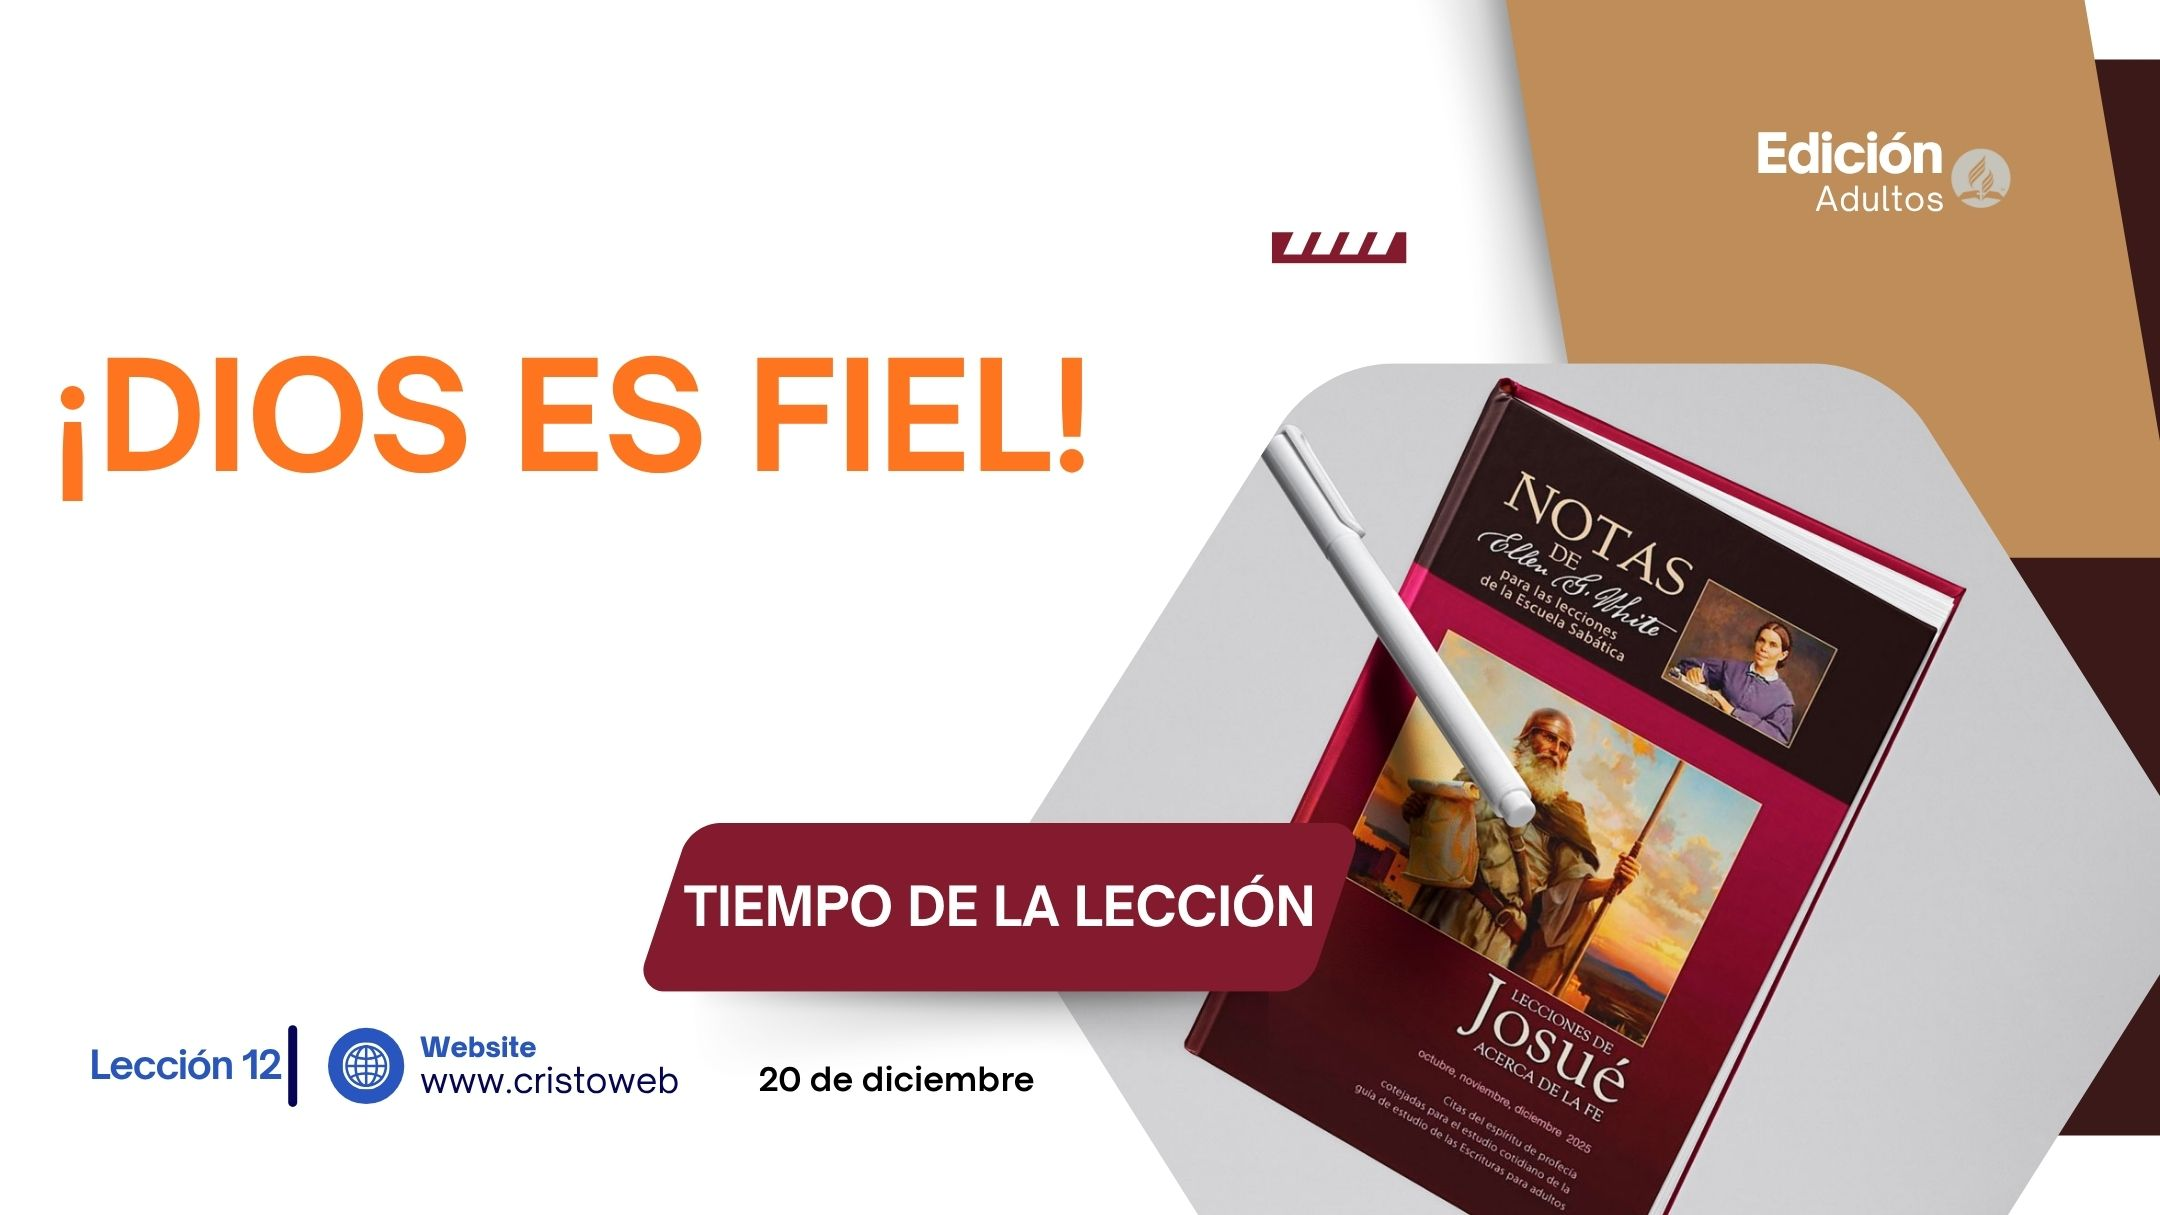 Edición
Adultos
¡DIOS ES FIEL!
NOTAS
DE
Ellen G. White
para las lecciones
de la Escuela Sabática
TIEMPO DE LA LECCIÓN
LECCIONES DE
Josué
ACERCA DE LA FE
octubre, noviembre, diciembre 2025
Citas del espíritu de profecía
cotejadas para el estudio cotidiano de la
guía de estudio de las Escrituras para adultos
Lección 12
Website
www.cristoweb
20 de diciembre